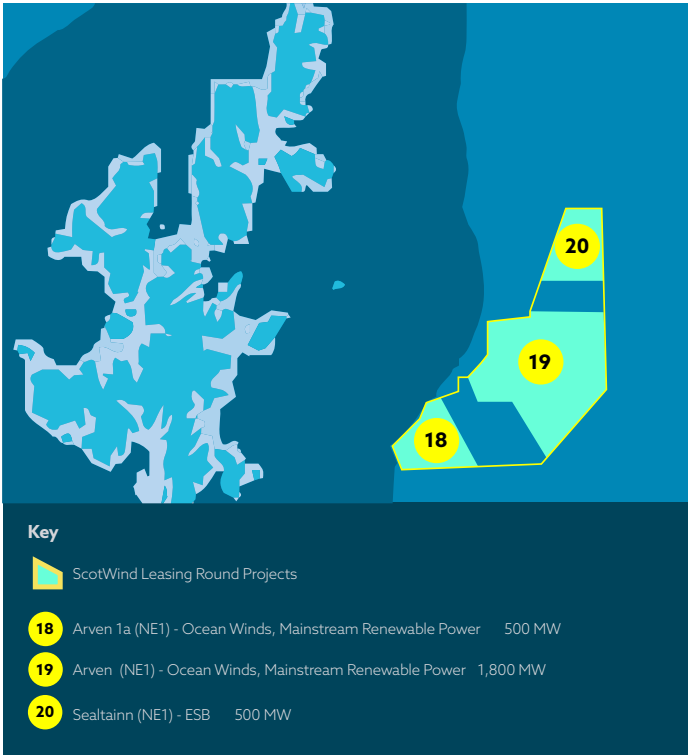 20
19
18
Key
ScotWind Leasing Round Projects
18 Arven 1a (NE1) - Ocean Winds, Mainstream Renewable Power 500 MW
19 Arven (NE1) - Ocean Winds, Mainstream Renewable Power 1,800 MW
20 Sealtainn (NE1) - ESB 500 MW